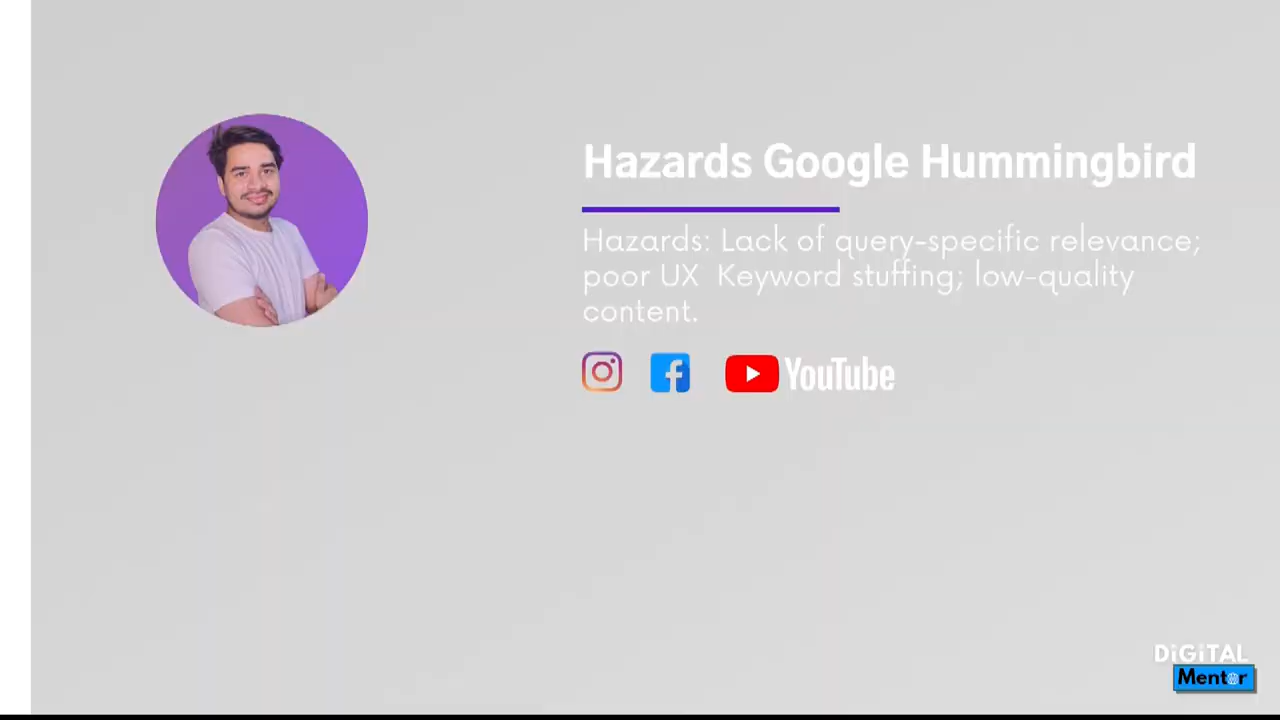 Hazards Google Hummingbird
Hazards: Lack of query-specific relevance;
poor UX  Keyword stuffing; low-quality
content.
YouTube
DiGiTAL
Mentor